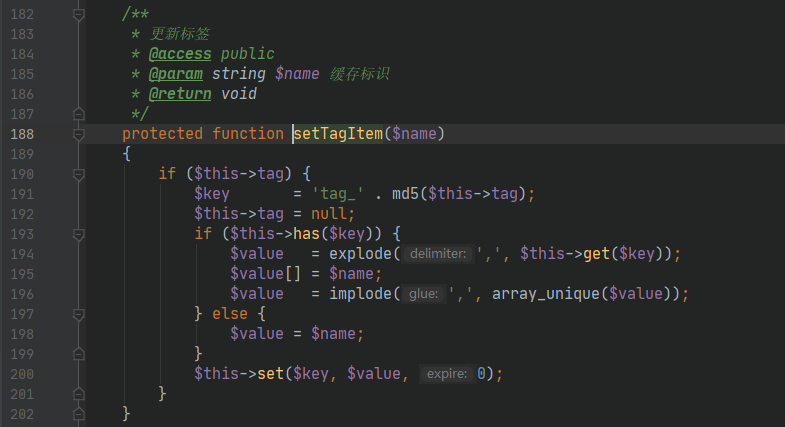 182 /**
183 * 更新标签
184 * @access public
185 * @param string $name 缓存标识
186 * @return void
187 */
188 protected function setTagItem($name)
189 {
190 if ($this->tag) {
191 $key = 'tag_' . md5($this->tag);
192 $this->tag = null;
193 if ($this->has($key)) {
194 $value = explode( delimiter: ',', $this->get($key));
195 $value[] = $name;
196 $value = implode( glue: ',', array_unique($value));
197 } else {
198 $value = $name;
199 }
200 $this->set($key, $value, expire: 0);
201 }
202 }